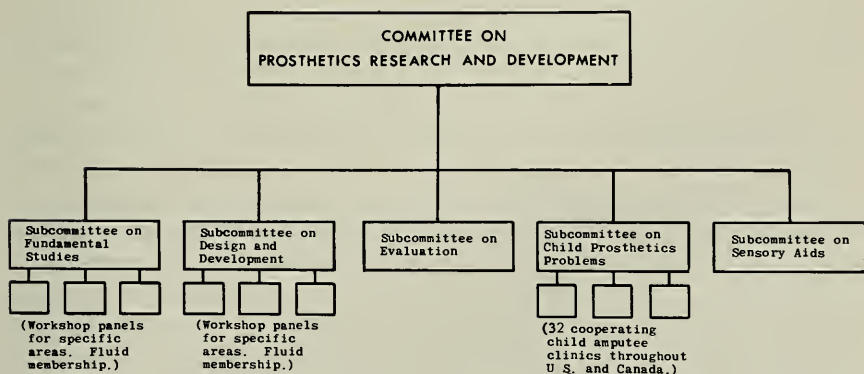 COMMITTEE ON
PROSTHETICS RESEARCH AND DEVELOPMENT
Subcommittee on
Fundamental
Studies
Subcommittee on
Design and
Development
Subcommittee on
Evaluation
Subcommittee on
Child Prosthetics
Problems
Subcommittee on
Sensory Aids
(Workshop panels
for specific
areas. Fluid
membership.)
(Workshop panels
for specific
areas. Fluid
membership.)
(32 cooperating
child amputee
clinics throughout
U S. and Canada.)